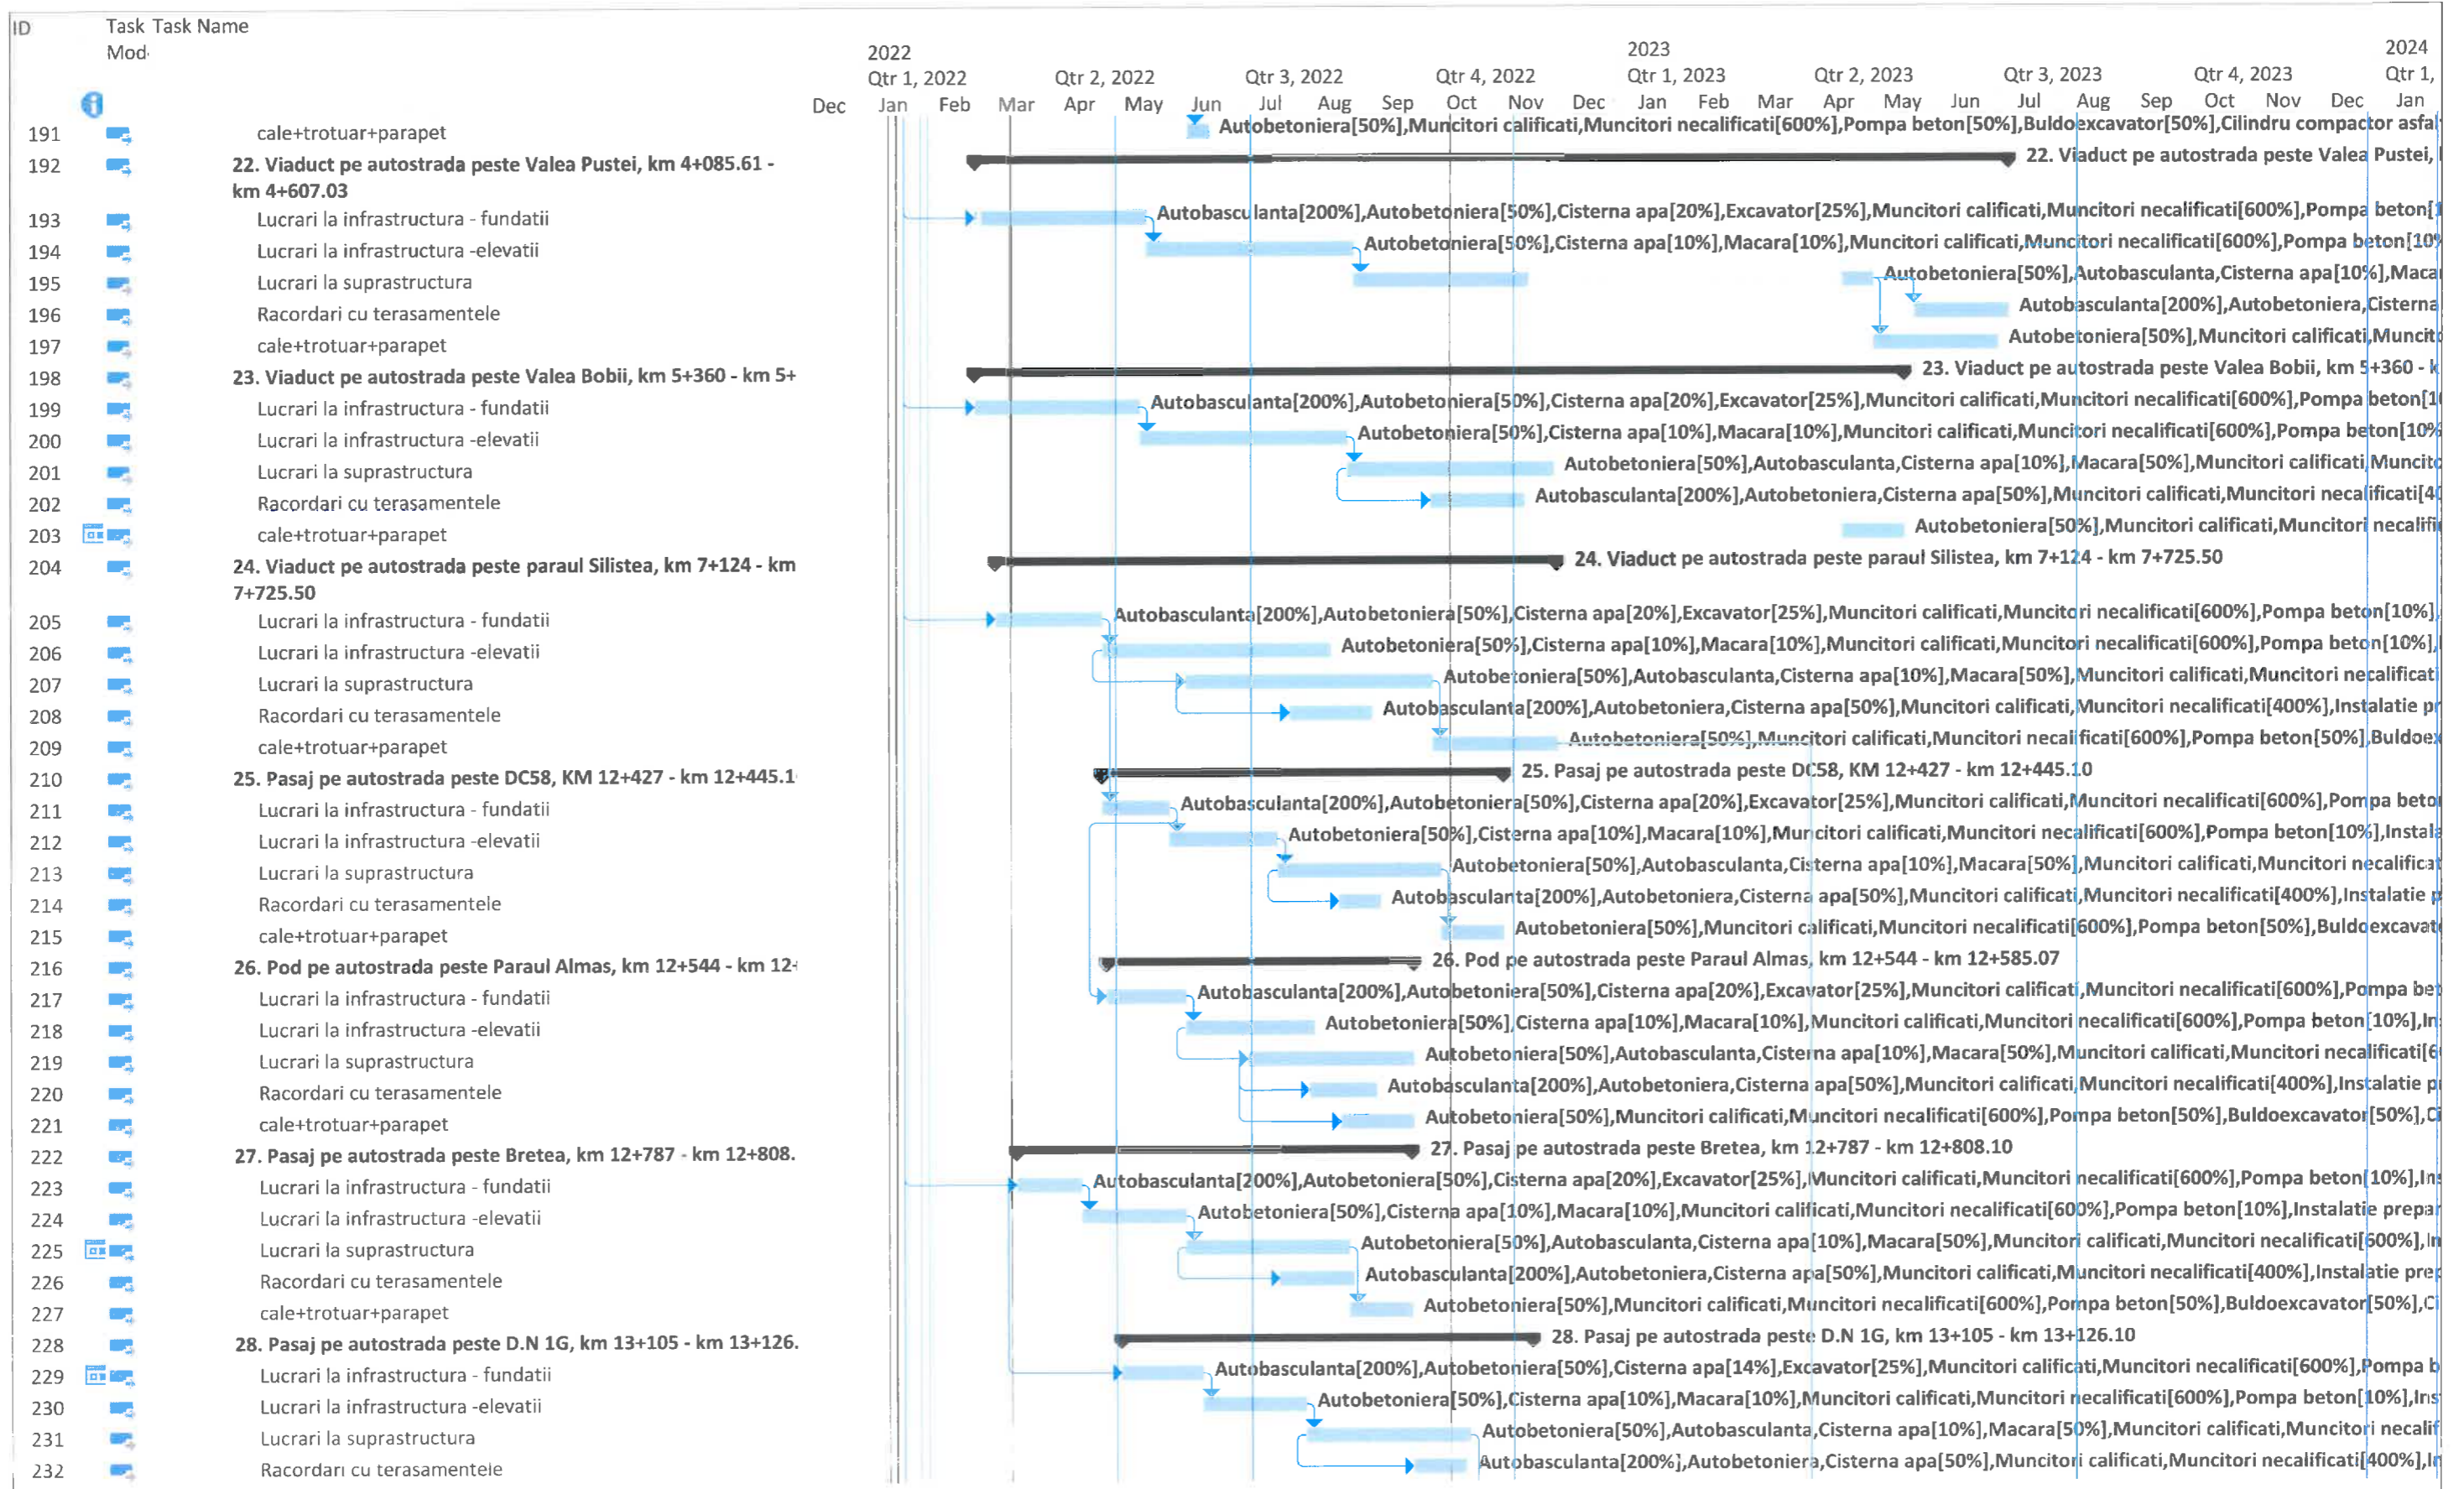 ID Task Task Name
Mod
2022 2023 2024
Qtr 1, 2022 Qtr 2, 2022 Qtr 3, 2022 Qtr 4, 2022 Qtr 1, 2023 Qtr 2, 2023 Qtr 3, 2023 Qtr 4, 2023 Qtr 1,
Dec Jan Feb Mar Apr May Jun Jul Aug Sep Oct Nov Dec Jan Feb Mar Apr May Jun Jul Aug Sep Oct Nov Dec Jan
191 cale+trotuar+parapet Autobetoniera[50%],Muncitori calificati,Muncitori necalificati[600%],Pompa beton[50%],Buldoexcavator[50%],Cilindru compactor
192 22. Viaduct pe autostrada peste Valea Pustei, km 4+085.61 - 22. Viaduct pe autostrada peste Valea Pustei,
km 4+607.03
193 Lucrari la infrastructura - fundatii Autobasculanta[200%],Autobetoniera[50%],Cisterna apa[20%],Excavator[25%],Muncitori calificati,Muncitori necalificati[600%],Pompa beton[
194 Lucrari la infrastructura -elevatii Autobetoniera[50%],Cisterna apa[10%],Macara[10%],Muncitori calificati,Muncitori necalificati[600%],Pompa beton[10%
195 Lucrari la suprastructura Autobetoniera[50%],Autobasculanta,Cisterna apa[10%],Maca
196 Racordari cu terasamentele Autobasculanta[200%],Autobetoniera,Cisterna
197 cale+trotuar+parapet Autobetoniera[50%],Muncitori calificati,Muncit
198 23. Viaduct pe autostrada peste Valea Bobii, km 5+360 - km 5+ 23. Viaduct pe autostrada peste Valea Bobii, km 5+360 - k
199 Lucrari la infrastructura - fundatii Autobasculanta[200%],Autobetoniera[50%],Cisterna apa[20%],Excavator[25%],Muncitori calificati,Muncitori necalificati[600%],Pompa beton[1
200 Lucrari la infrastructura -elevatii Autobetoniera[50%],Cisterna apa[10%],Macara[10%],Muncitori calificati,Muncitori necalificati[600%],Pompa beton[10%
201 Lucrari la suprastructura Autobetoniera[50%],Autobasculanta,Cisterna apa[10%],Macara[50%],Muncitori calificati,Muncito
202 Racordari cu terasamentele Autobasculanta[200%],Autobetoniera,Cisterna apa[50%],Muncitori calificati,Muncitori necalificati[4
203 cale+trotuar+parapet Autobetoniera[50%],Muncitori calificati,Muncitori necalifi
204 24. Viaduct pe autostrada peste paraul Silistea, km 7+124 - km 24. Viaduct pe autostrada peste paraul Silistea, km 7+124 - km 7+725.50
7+725.50
205 Lucrari la infrastructura - fundatii Autobasculanta[200%],Autobetoniera[50%],Cisterna apa[20%],Excavator[25%],Muncitori calificati,Muncitori necalificati[600%],Pompa beton[10%],
206 Lucrari la infrastructura -elevatii Autobetoniera[50%],Cisterna apa[10%],Macara[10%],Muncitori calificati,Muncitori necalificati[600%],Pompa beton[10%],
207 Lucrari la suprastructura Autobetoniera[50%],Autobasculanta,Cisterna apa[10%],Macara[50%],Muncitori calificati,Muncitori necalificati
208 Racordari cu terasamentele Autobasculanta[200%],Autobetoniera,Cisterna apa[50%],Muncitori calificati,Muncitori necalificati[400%],Instalatie pr
209 cale+trotuar+parapet Autobetoniera[50%],Muncitori calificati,Muncitori necalificati[600%],Pompa beton[50%],Buldoex
210 25. Pasaj pe autostrada peste DC58, KM 12+427 - km 12+445.1 25. Pasaj pe autostrada peste DC58, KM 12+427 - km 12+445.10
211 Lucrari la infrastructura - fundatii Autobasculanta[200%],Autobetoniera[50%],Cisterna apa[20%],Excavator[25%],Muncitori calificati,Muncitori necalificati[600%],Pompa beto
212 Lucrari la infrastructura -elevatii Autobetoniera[50%],Cisterna apa[10%],Macara[10%],Muncitori calificati,Muncitori necalificati[600%],Pompa beton[10%],Instala
213 Lucrari la suprastructura Autobetoniera[50%],Autobasculanta,Cisterna apa[10%],Macara[50%],Muncitori calificati,Muncitori necalificat
214 Racordari cu terasamentele Autobasculanta[200%],Autobetoniera,Cisterna apa[50%],Muncitori calificati,Muncitori necalificati[400%],Instalatie p
215 cale+trotuar+parapet Autobetoniera[50%],Muncitori calificati,Muncitori necalificati[600%],Pompa beton[50%],Buldoexcavat
216 26. Pod pe autostrada peste Paraul Almas, km 12+544 - km 12+ 26. Pod pe autostrada peste Paraul Almas, km 12+544 - km 12+585.07
217 Lucrari la infrastructura - fundatii Autobasculanta[200%],Autobetoniera[50%],Cisterna apa[20%],Excavator[25%],Muncitori calificati,Muncitori necalificati[600%],Pompa be
218 Lucrari la infrastructura -elevatii Autobetoniera[50%],Cisterna apa[10%],Macara[10%],Muncitori calificati,Muncitori necalificati[600%],Pompa beton[10%],In
219 Lucrari la suprastructura Autobetoniera[50%],Autobasculanta,Cisterna apa[10%],Macara[50%],Muncitori calificati,Muncitori necalificati[6
220 Racordari cu terasamentele Autobasculanta[200%],Autobetoniera,Cisterna apa[50%],Muncitori calificati,Muncitori necalificati[400%],Instalatie p
221 cale+trotuar+parapet Autobetoniera[50%],Muncitori calificati,Muncitori necalificati[600%],Pompa beton[50%],Buldoexcavator[50%],C
222 27. Pasaj pe autostrada peste Bretea, km 12+787 - km 12+808. 27. Pasaj pe autostrada peste Bretea, km 12+787 - km 12+808.10
223 Lucrari la infrastructura - fundatii Autobasculanta[200%],Autobetoniera[50%],Cisterna apa[20%],Excavator[25%],Muncitori calificati,Muncitori necalificati[600%],Pompa beton[10%],In
224 Lucrari la infrastructura -elevatii Autobetoniera[50%],Cisterna apa[10%],Macara[10%],Muncitori calificati,Muncitori necalificati[600%],Pompa beton[10%],Instalatie prepar
225 Lucrari la suprastructura Autobetoniera[50%],Autobasculanta,Cisterna apa[10%],Macara[50%],Muncitori calificati,Muncitori necalificati[600%],In
226 Racordari cu terasamentele Autobasculanta[200%],Autobetoniera,Cisterna apa[50%],Muncitori calificati,Muncitori necalificati[400%],Instalatie prep
227 cale+trotuar+parapet Autobetoniera[50%],Muncitori calificati,Muncitori necalificati[600%],Pompa beton[50%],Buldoexcavator[50%],Ci
228 28. Pasaj pe autostrada peste D.N 1G, km 13+105 - km 13+126. 28. Pasaj pe autostrada peste D.N 1G, km 13+105 - km 13+126.10
229 Lucrari la infrastructura - fundatii Autobasculanta[200%],Autobetoniera[50%],Cisterna apa[14%],Excavator[25%],Muncitori calificati,Muncitori necalificati[600%],Pompa b
230 Lucrari la infrastructura -elevatii Autobetoniera[50%],Cisterna apa[10%],Macara[10%],Muncitori calificati,Muncitori necalificati[600%],Pompa beton[10%],Ins
231 Lucrari la suprastructura Autobetoniera[50%],Autobasculanta,Cisterna apa[10%],Macara[50%],Muncitori calificati,Muncitori necalif
232 Racordari cu terasamentele Autobasculanta[200%],Autobetoniera,Cisterna apa[50%],Muncitori calificati,Muncitori necalificati[400%],In